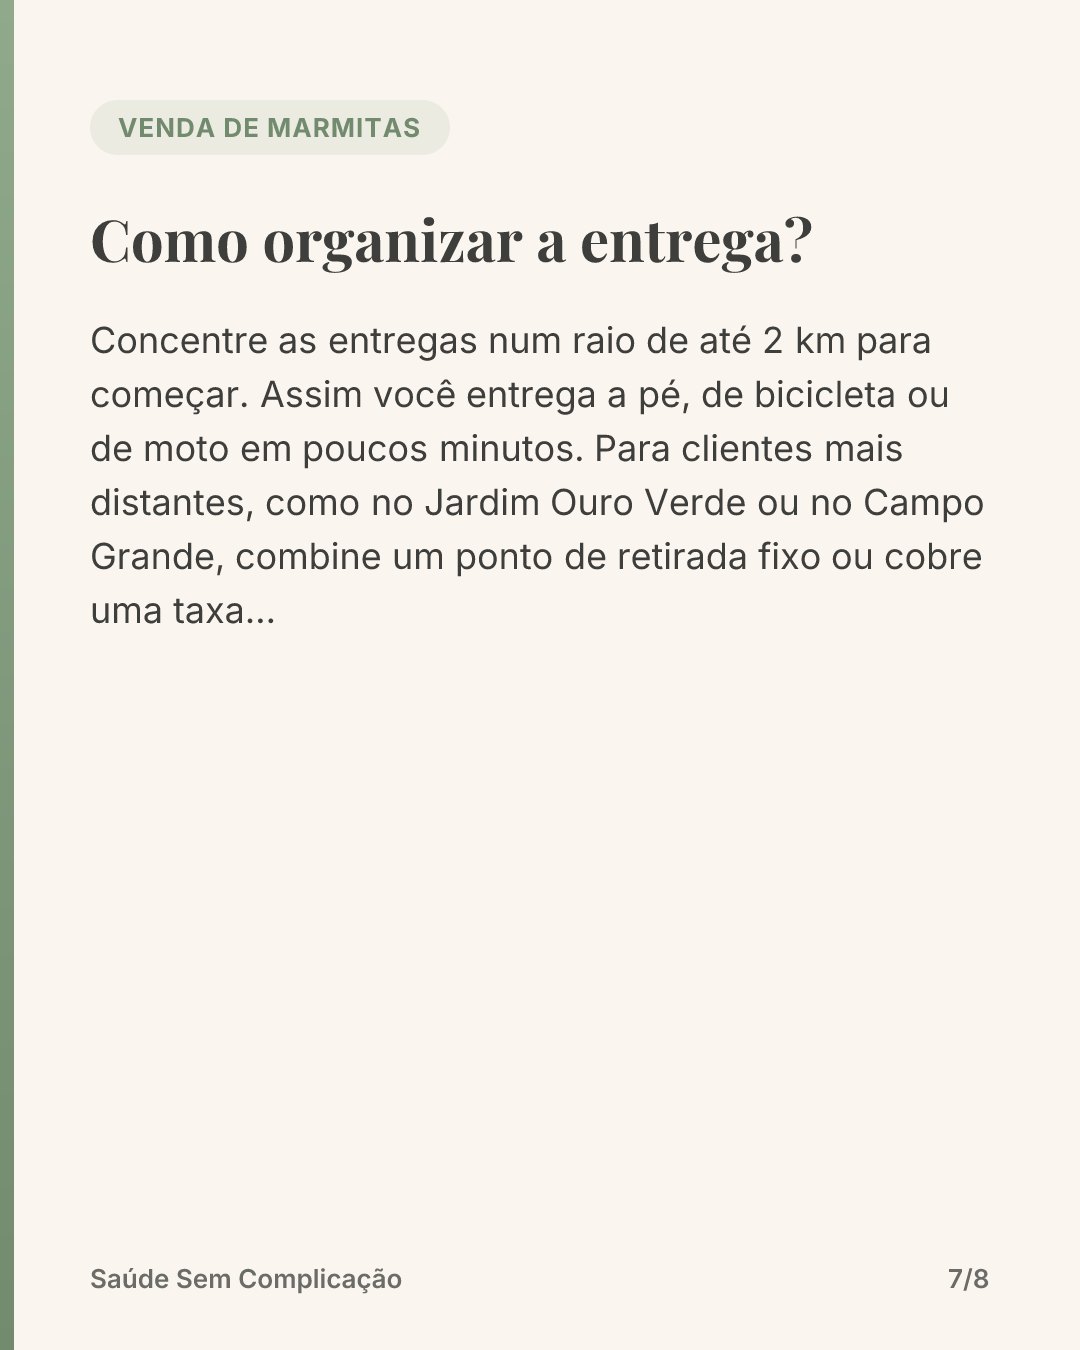 VENDA DE MARMITAS
Como organizar a entrega?
Concentre as entregas num raio de até 2 km para
começar. Assim você entrega a pé, de bicicleta ou
de moto em poucos minutos. Para clientes mais
distantes, como no Jardim Ouro Verde ou no Campo
Grande, combine um ponto de retirada fixo ou cobre
uma taxa...
Saúde Sem Complicação
7/8